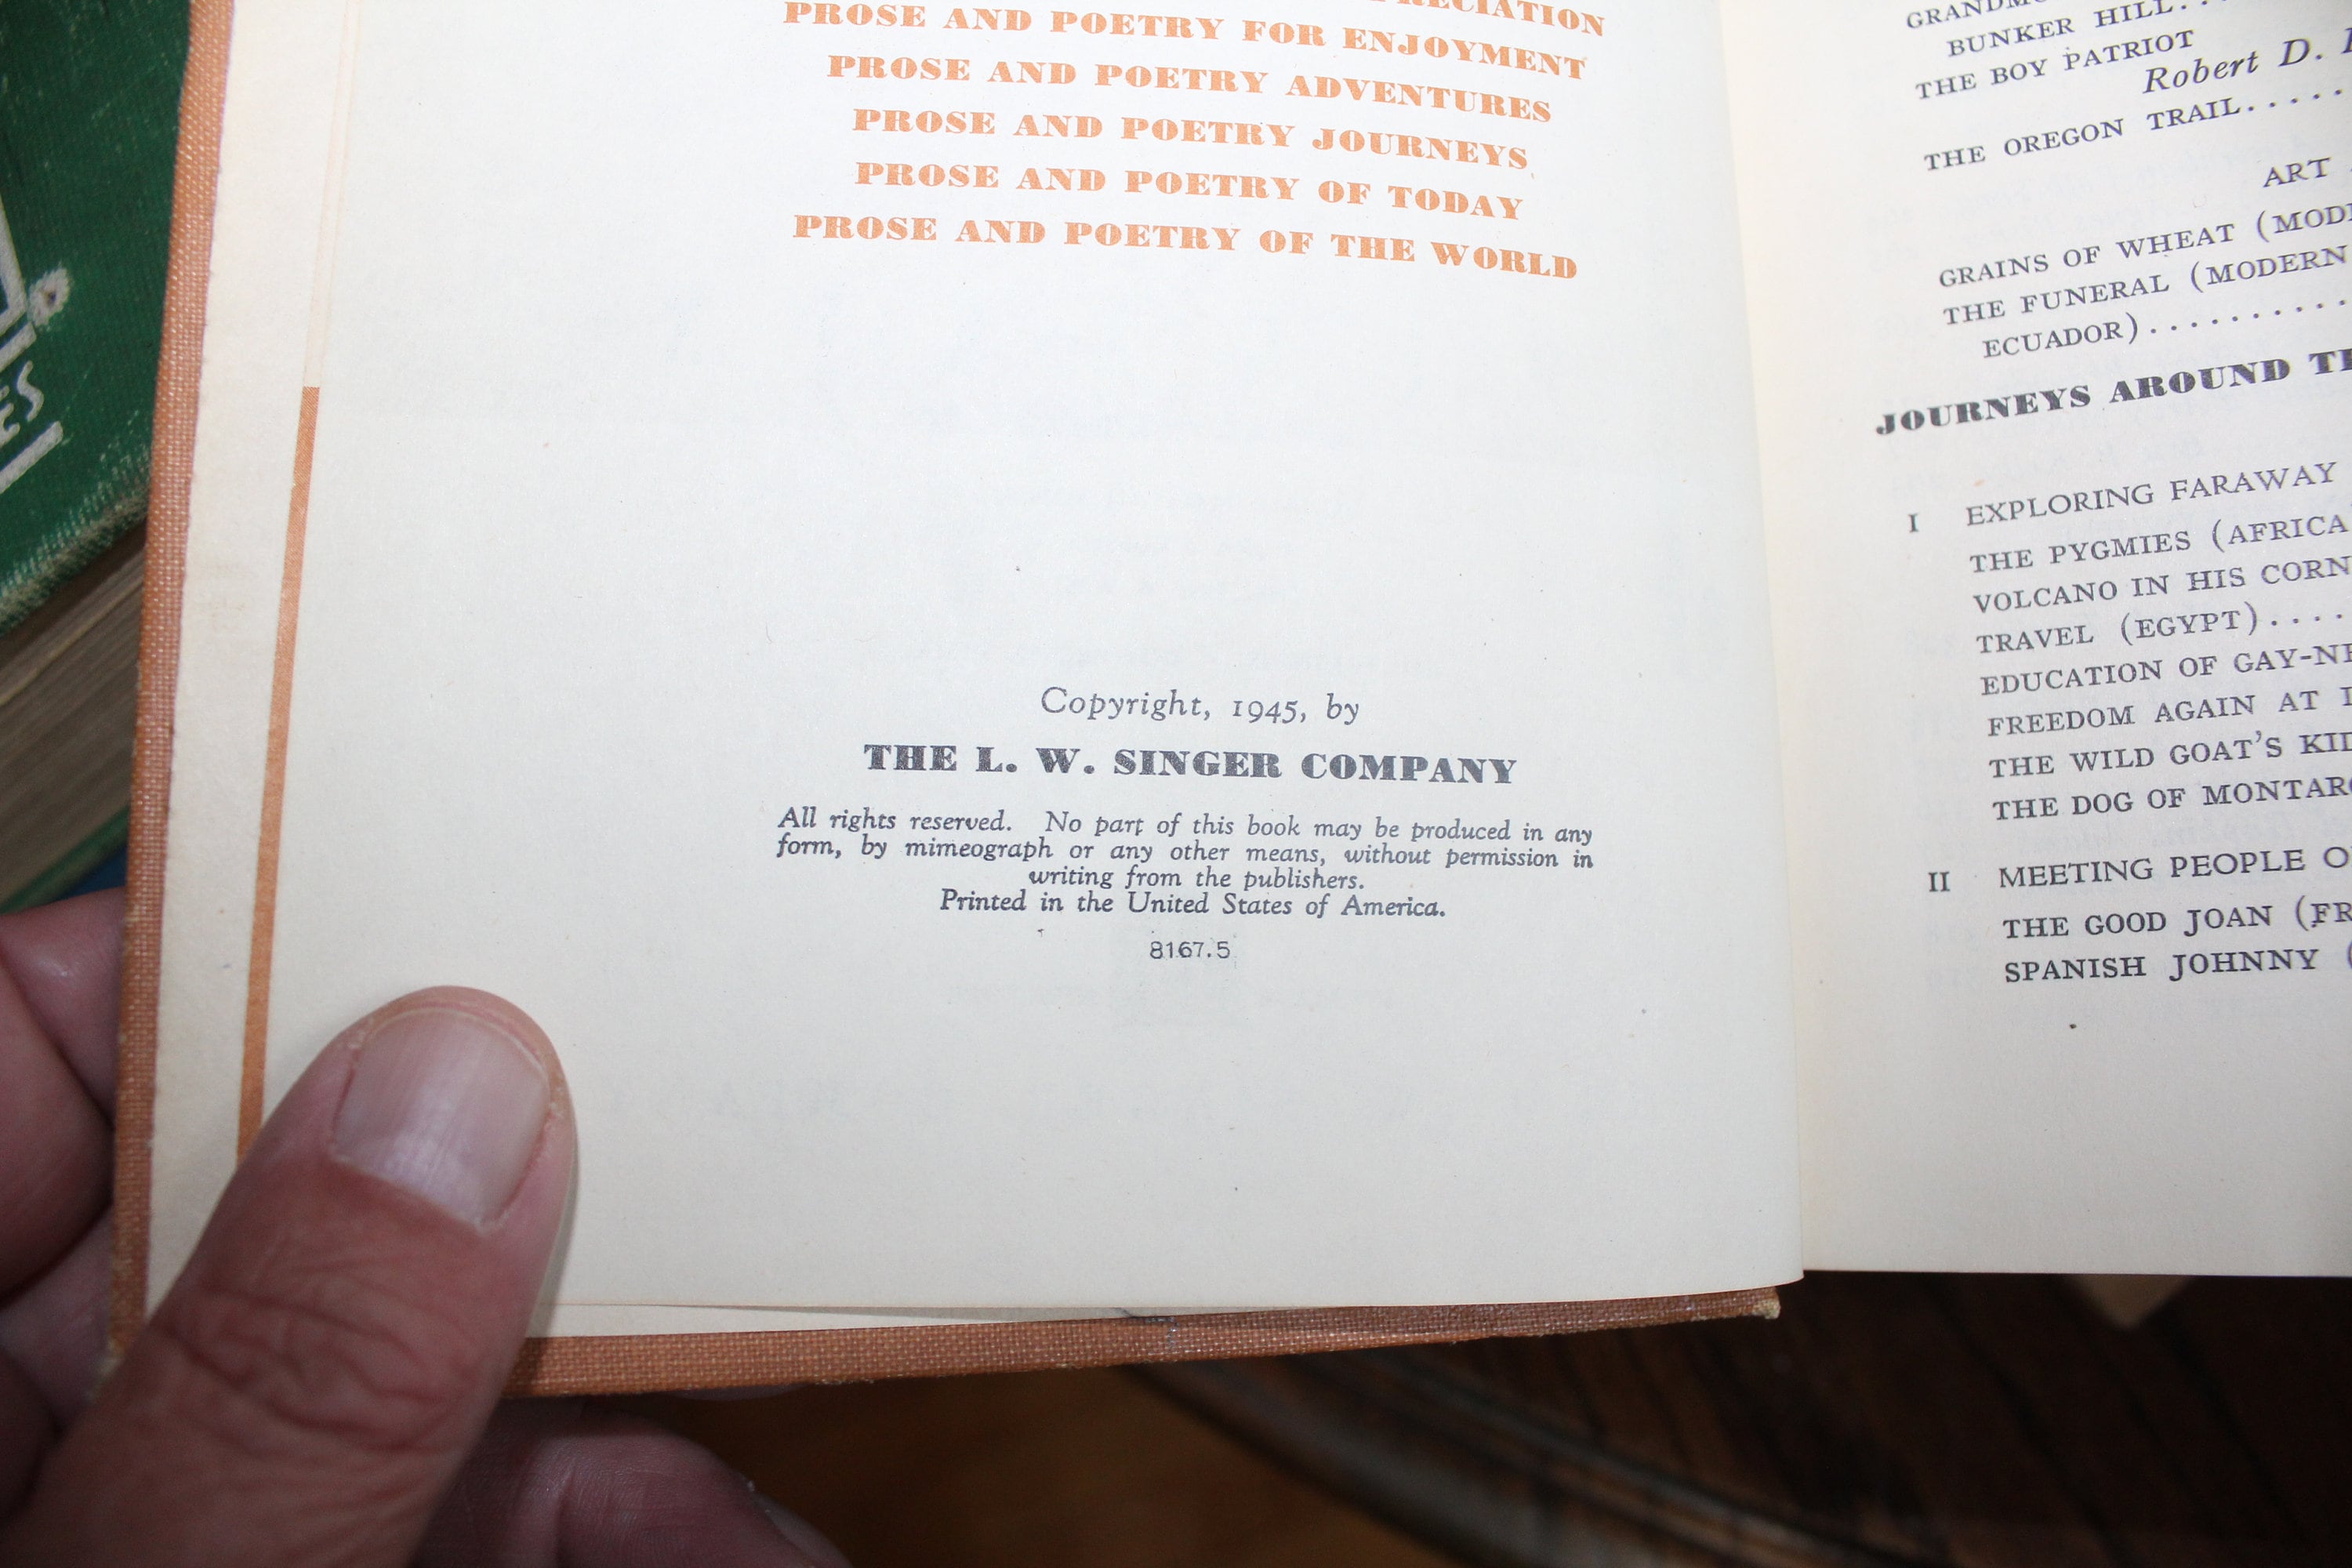 PROSE AND POETRY FOR ENJOYMENT
PROSE AND POETRY ADVENTURES
PROSE AND POETRY JOURNEYS
PROSE AND POETRY OF TODAY
PROSE AND POETRY OF THE WORLD
Copyright, 1945, by
THE L. W. SINGER COMPANY
All rights reserved. No part of this book may be produced in any
form, by mimeograph or any other means, without permission in
writing from the publishers.
Printed in the United States of America.
8167.5
BUNKER HILL..
THE BOY PATRIOT
Robert D.
THE OREGON TRAIL......
ART
GRAINS OF WHEAT (
THE FUNERAL (MODERN
ECUADOR)..........
JOURNEYS AROUND
I EXPLORING FARAWAY
THE PYGMIES (AFRICA
VOLCANO IN HIS
TRAVEL (EGYPT)....
EDUCATION OF
FREEDOM AGAIN AT
THE WILD GOAT'S
THE DOG OF
II MEETING PEOPLE
THE GOOD JOAN (
SPANISH JOHNNY (